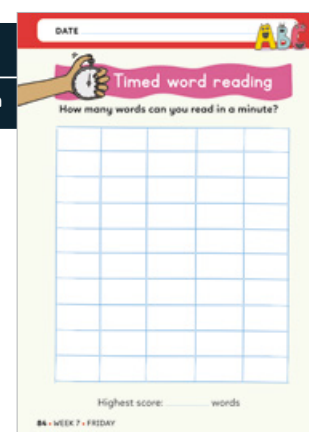 DATE
ABC
Timed word reading
How many words can you read in a minute?
Highest score: ............ words
84 • WEEK 7 • FRIDAY